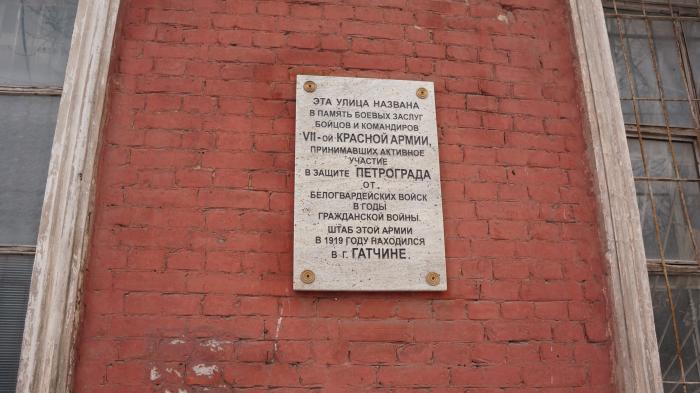 ЭТА УЛИЦА НАЗВАНА
В ПАМЯТЬ БОЕВЫХ ЗАСЛУГ
БОЙЦОВ И КОМАНДИРОВ
VII-ой КРАСНОЙ АРМИИ,
ПРИНИМАВШИХ АКТИВНОЕ
УЧАСТИЕ
В ЗАЩИТЕ ПЕТРОГРАДА
ОТ
БЕЛОГВАРДЕЙСКИХ ВОЙСК
В ГОДЫ
ГРАЖДАНСКОЙ ВОЙНЫ.
ШТАБ ЭТОЙ АРМИИ
В 1919 ГОДУ НАХОДИЛСЯ
В Г. ГАТЧИНЕ.